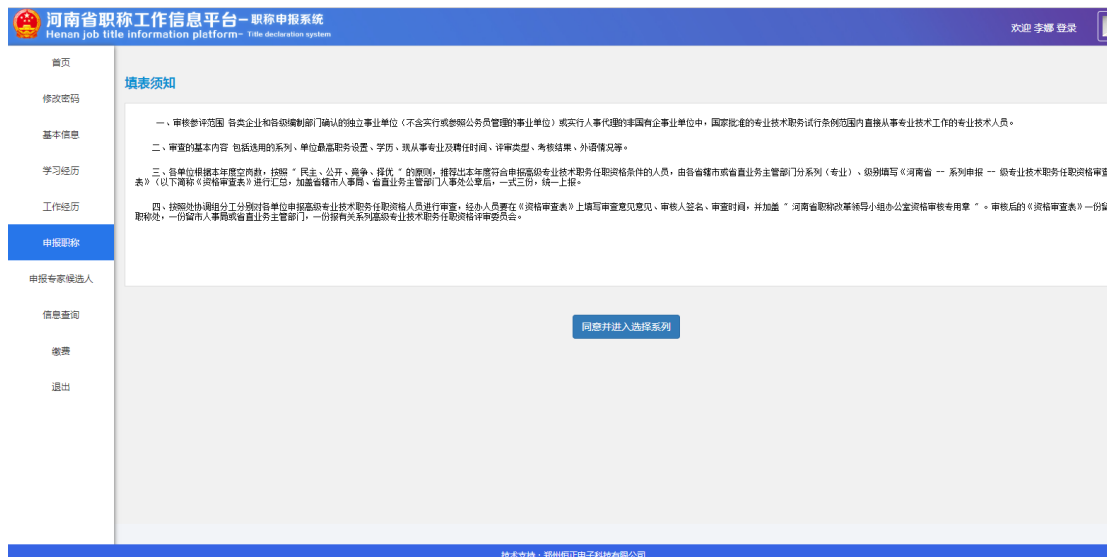 河南省职称工作信息平台-职称申报系统
Henan job title information platform- Title declaration system
欢迎 李娜 登录
首页
修改密码
基本信息
学习经历
工作经历
申报职称
申报专家候选人
信息查询
缴费
退出
填表须知
一、审核参评范围 各类企业和各级编制部门确认的独立事业单位（不含实行或参照公务员管理的事业单位）或实行人事代理的非国有企事业单位中，国家批准的专业技术职务试行条例范围内直接从事专业技术工作的专业技术人员。
二、审查的基本内容 包括选用的系列、单位最高职务设置、学历、现从事专业及聘任时间、评审类型、考核结果、外语情况等。
三、各单位根据本年度空岗数，按照 “ 民主、公开、竞争、择优 ” 的原则，推荐出本年度符合申报高级专业技术职务任职资格条件的人员，由各省辖市或省直业务主管部门分系列（专业）、级别填写《河南省 -- 系列申报 -- 级专业技术职务任职资格审查
表》（以下简称《资格审查表》进行汇总，加盖省辖市人事局、省直业务主管部门人事处公章后，一式三份，统一上报。
四、按照处协调组分工分别对各单位申报高级专业技术职务任职资格人员进行审查，经办人员要在《资格审查表》上填写审查意见意见、审核人签名、审查时间，并加盖 “ 河南省职称改革领导小组办公室资格审核专用章 ” 。审核后的《资格审查表》一份留
职称处，一份留市人事局或省直业务主管部门，一份报有关系列高级专业技术职务任职资格评审委员会。
同意并进入选择系列
技术支持：郑州恒正电子科技有限公司